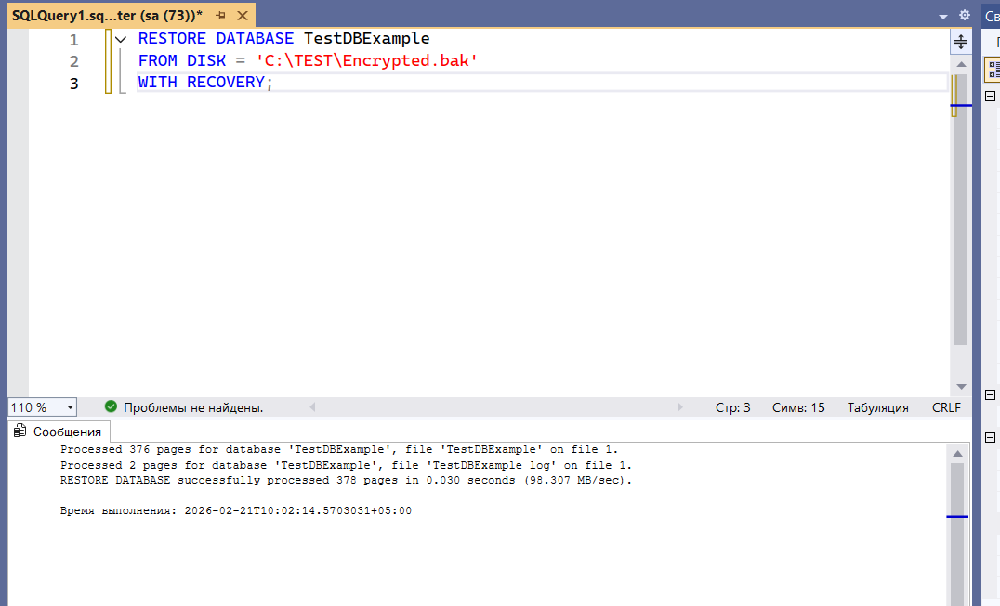 SQLQuery1.sq...ter (sa (73))*
Св
1 RESTORE DATABASE TestDBExample
2 FROM DISK = 'C:\TEST\Encrypted.bak'
3 WITH RECOVERY;
110 %
Проблемы не найдены.
Стр: 3
Симв: 15
Табуляция
CRLF
Сообщения
Processed 376 pages for database 'TestDBExample', file 'TestDBExample' on file 1.
Processed 2 pages for database 'TestDBExample', file 'TestDBExample_log' on file 1.
RESTORE DATABASE successfully processed 378 pages in 0.030 seconds (98.307 MB/sec).
Время выполнения: 2026-02-21T10:02:14.5703031+05:00